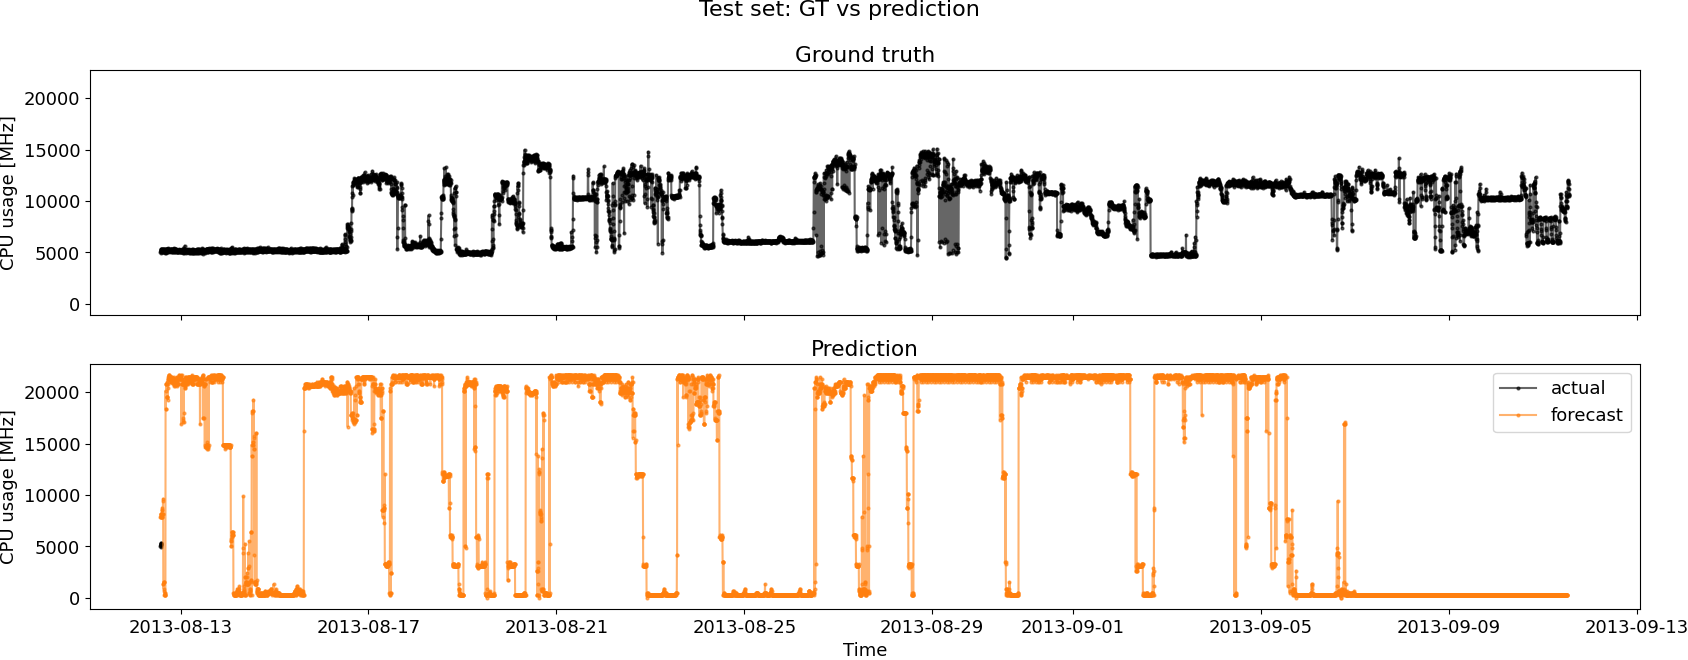 Test set: GT vs prediction
Ground truth
CPU usage [MHz]
20000
15000
10000
5000
0
Prediction
CPU usage [MHz]
20000
15000
10000
5000
0
actual
forecast
2013-08-13 2013-08-17 2013-08-21 2013-08-25 2013-08-29 2013-09-01 2013-09-05 2013-09-09 2013-09-13
Time